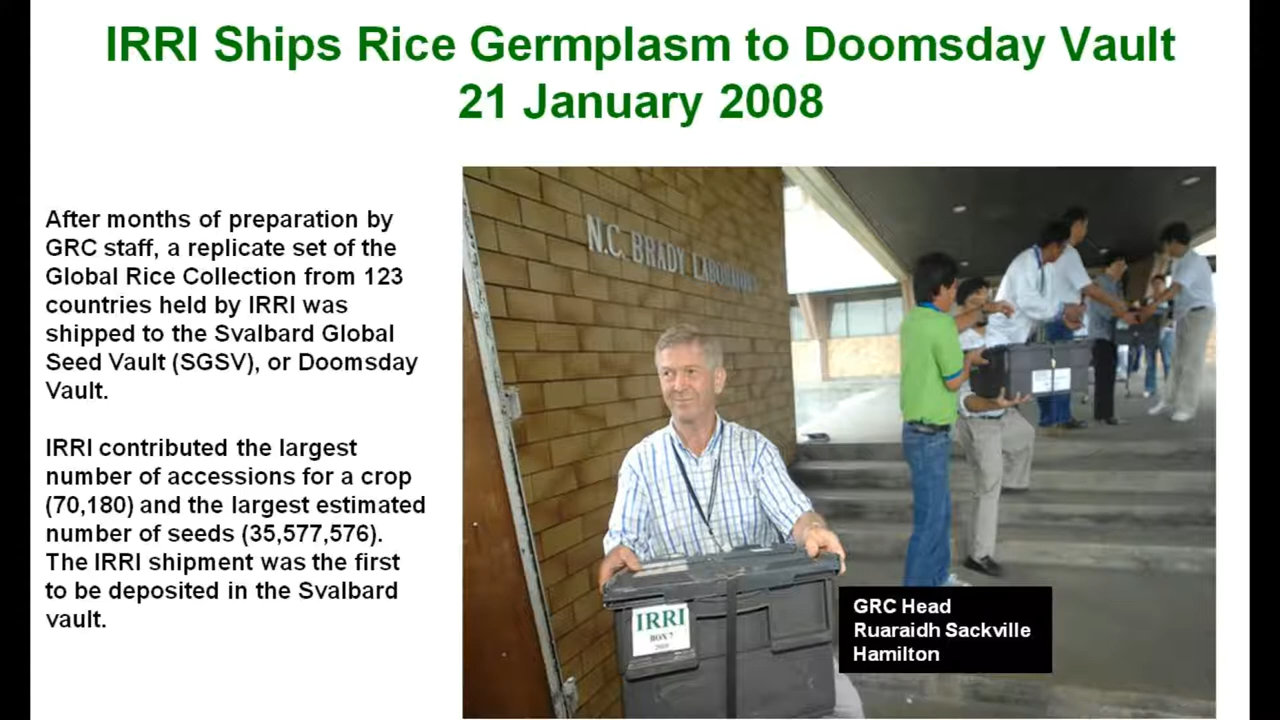 IRRI Ships Rice Germplasm to Doomsday Vault
21 January 2008
After months of preparation by
GRC staff, a replicate set of the
Global Rice Collection from 123
countries held by IRRI was
shipped to the Svalbard Global
Seed Vault (SGSV), or Doomsday
Vault.
IRRI contributed the largest
number of accessions for a crop
(70,180) and the largest estimated
number of seeds (35,577,576).
The IRRI shipment was the first
to be deposited in the Svalbard
vault.
N.C. BRADY LABORATORY
IRRI
BOX 7
GRC Head
Ruaraidh Sackville
Hamilton